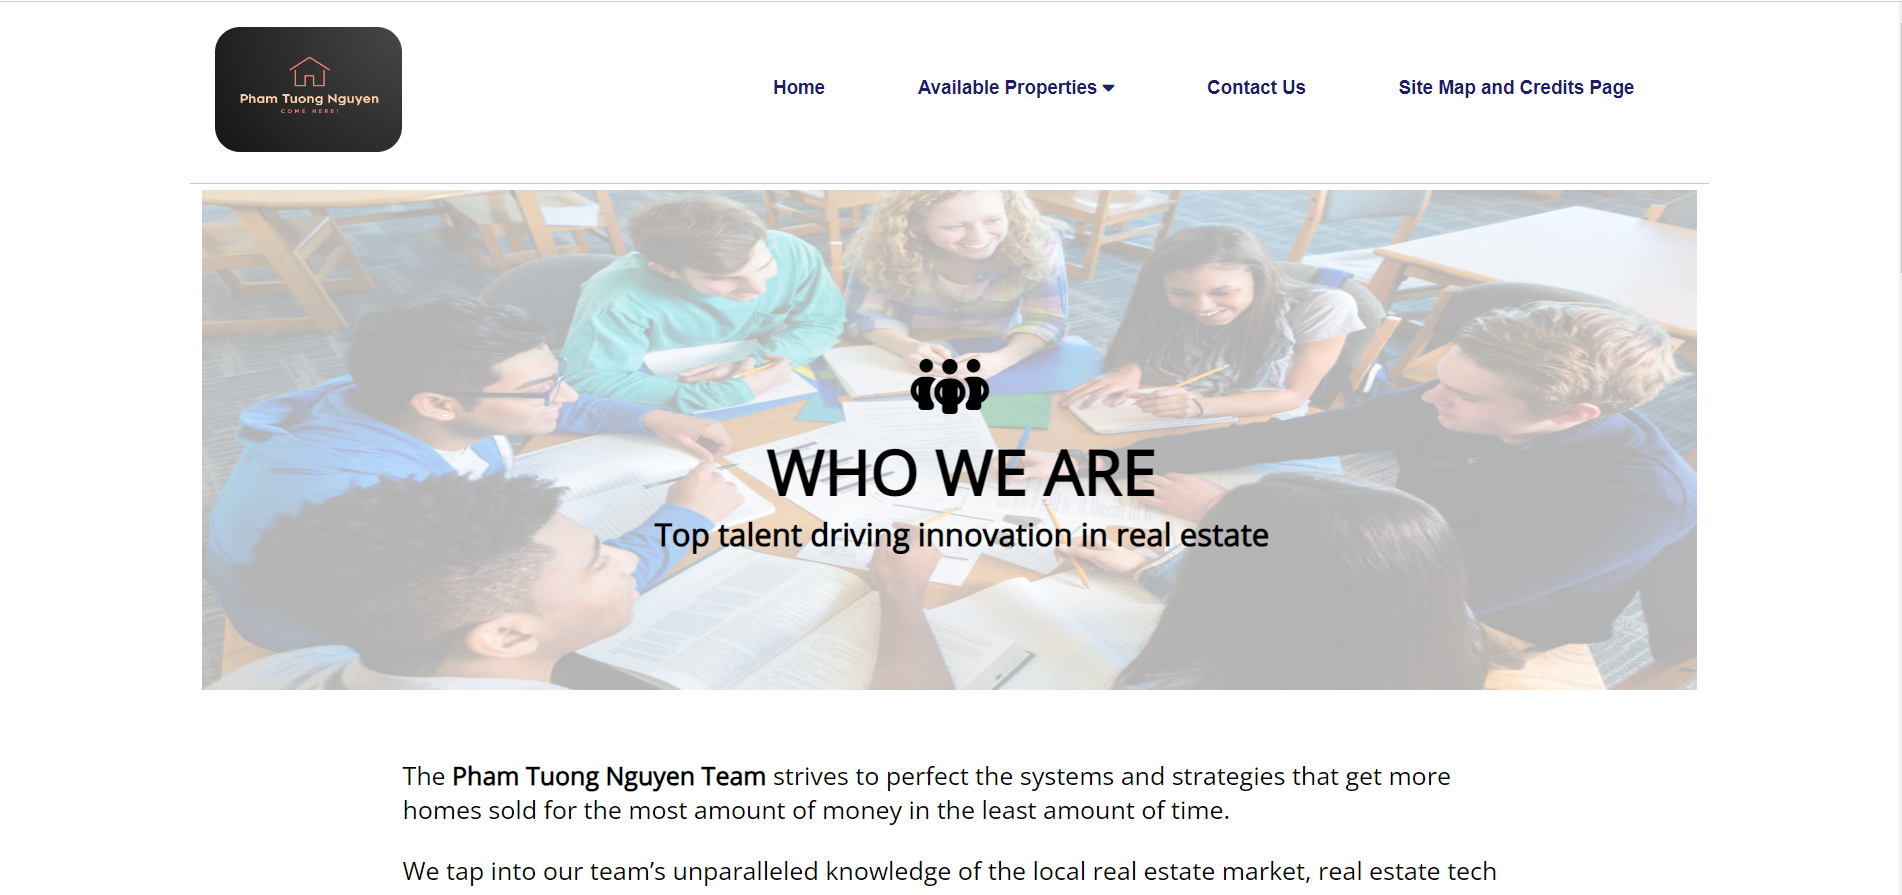 Pham Tuong Nguyen
COME HERE!
Home
Available Properties
Contact Us
Site Map and Credits Page
WHO WE ARE
Top talent driving innovation in real estate
The Pham Tuong Nguyen Team strives to perfect the systems and strategies that get more
homes sold for the most amount of money in the least amount of time.
We tap into our team’s unparalleled knowledge of the local real estate market, real estate tech